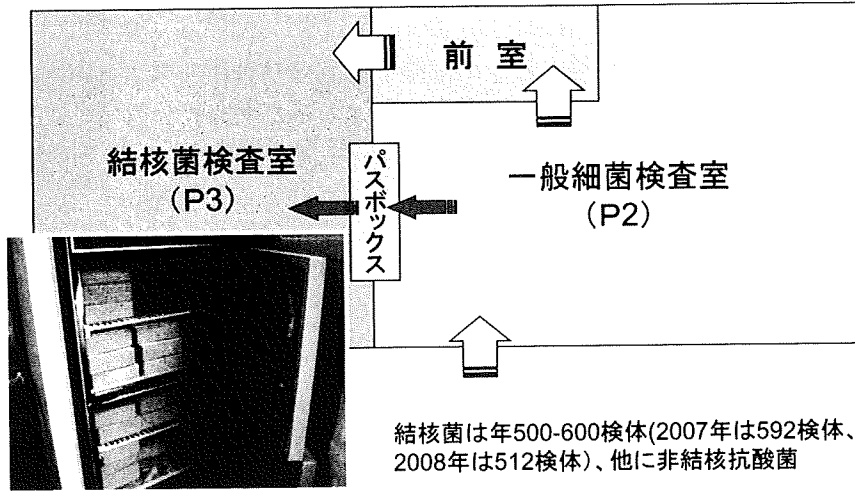 前 室
結核菌検査室
(P3)
パスボックス
一般細菌検査室
(P2)
結核菌は年500-600検体(2007年は592検体、
2008年は512検体)、他に非結核抗酸菌